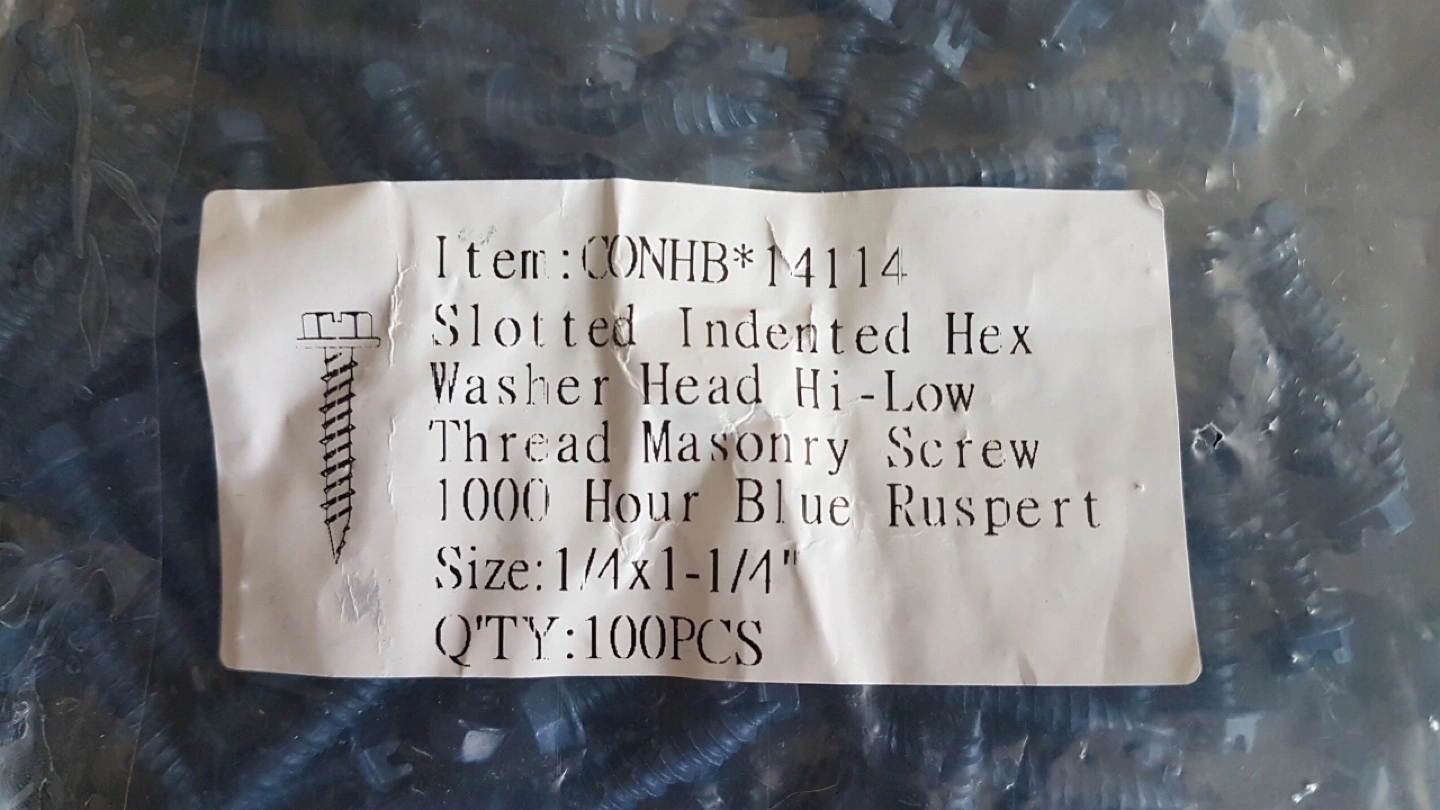 Item:CONHB*14114
Slotted Indented Hex
Washer Head Hi-Low
Thread Masonry Screw
1000 Hour Blue Ruspert
Size:1/4x1-1/4"
Q'TY:100PCS